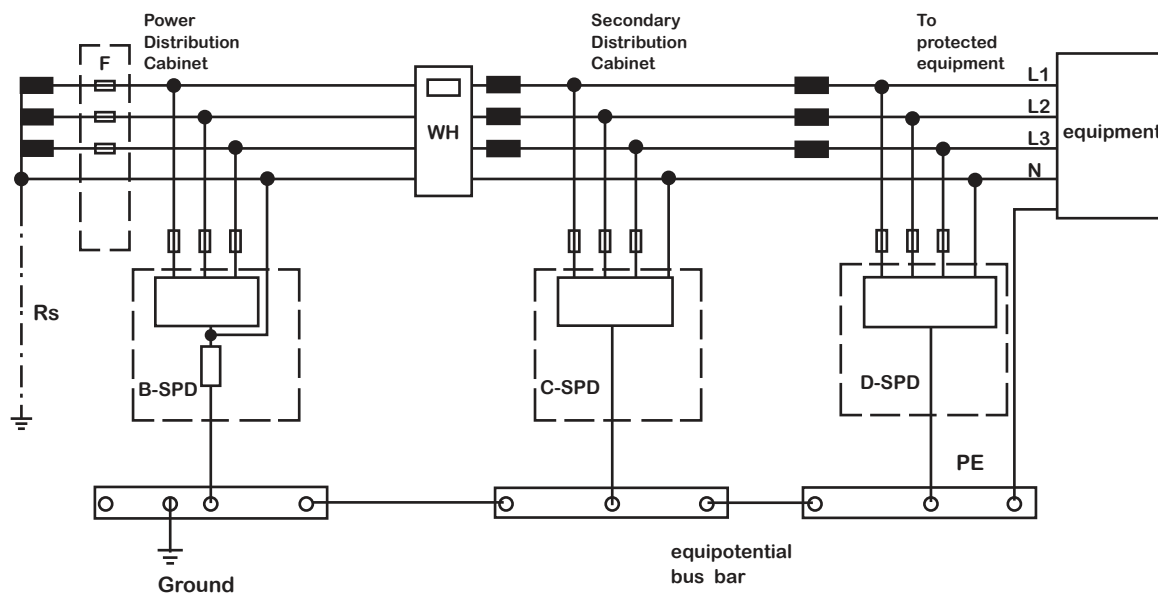 Power
Distribution
Cabinet
Secondary
Distribution
Cabinet
To
protected
equipment
F
L1
L2
L3
N
WH
equipment
Rs
B-SPD
C-SPD
D-SPD
PE
Ground
equipotential
bus bar